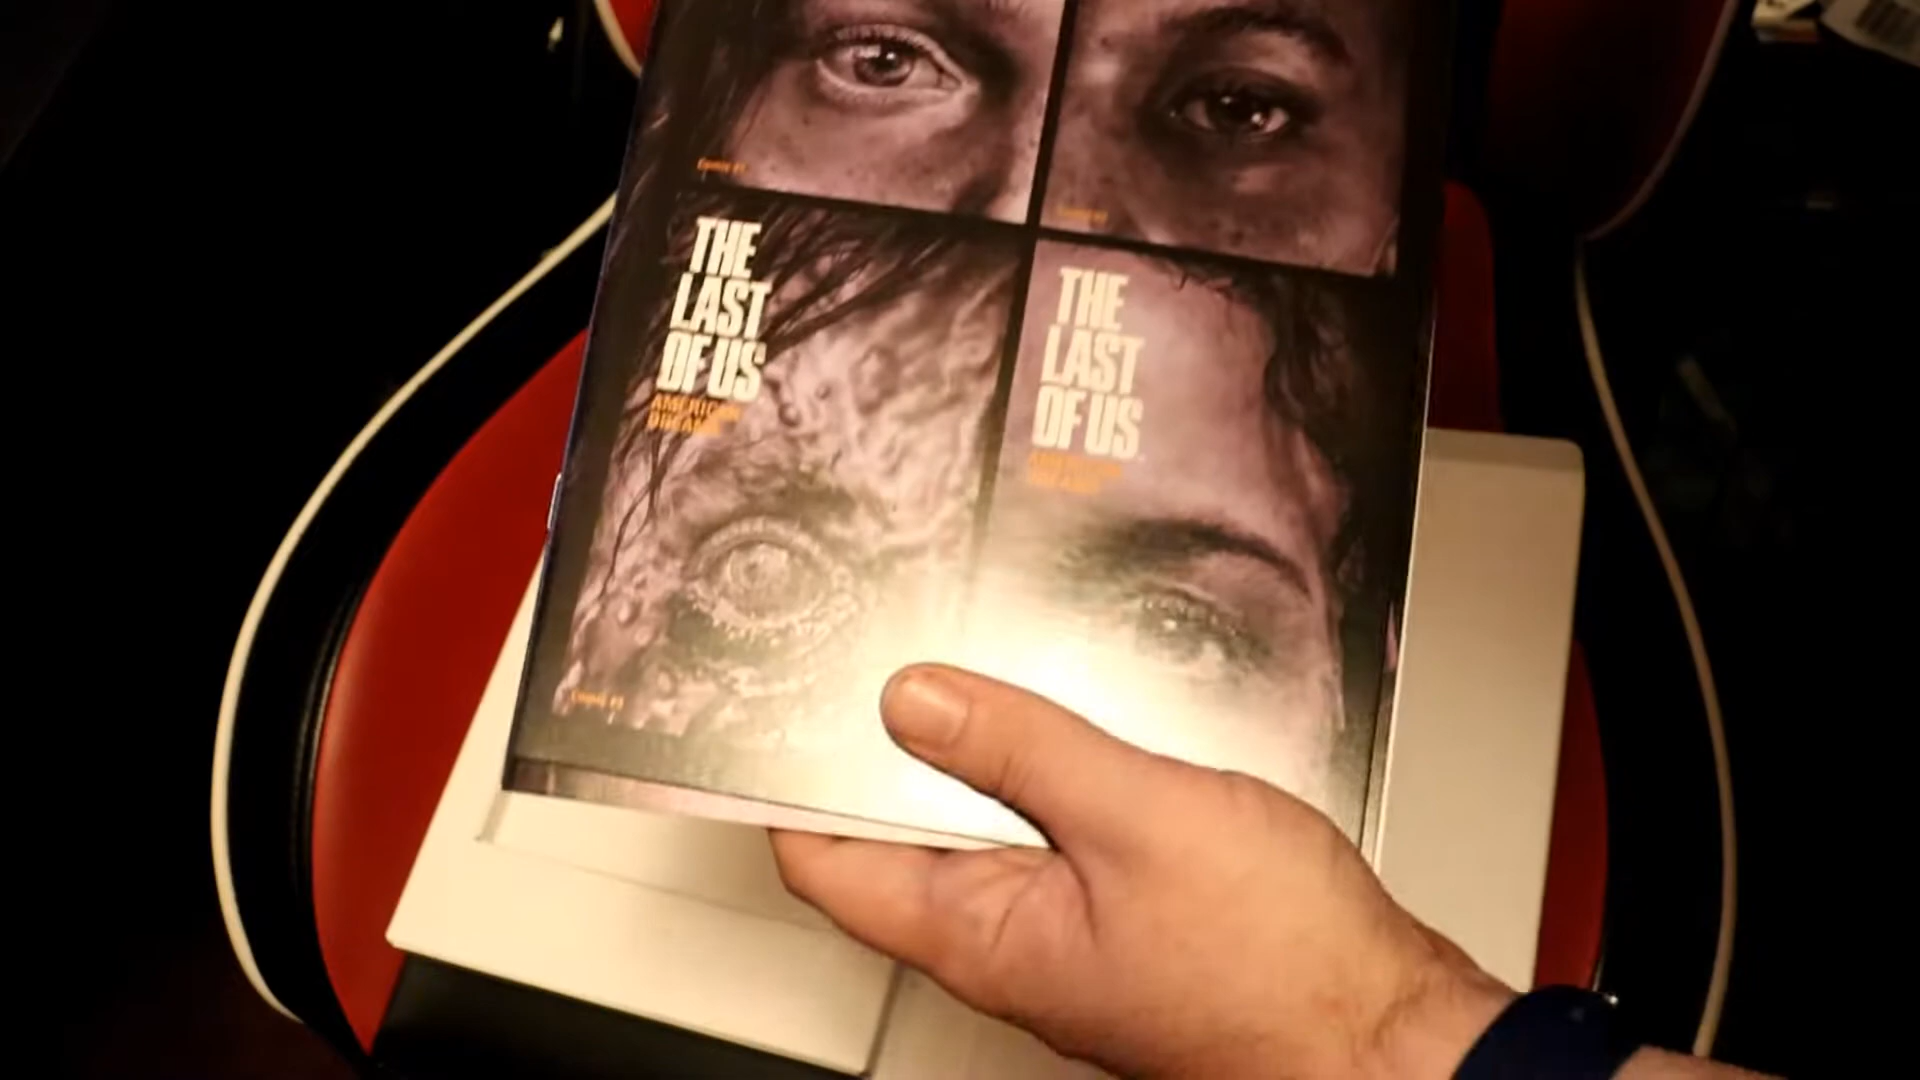 THE
LAST
OF US
AMERICAN
DREAMS
THE
LAST
OF US
AMERICAN
DREAMS